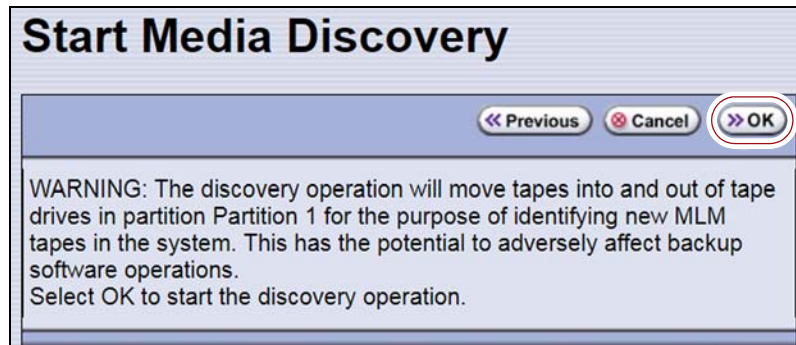 Start Media Discovery
Previous Cancel OK
WARNING: The discovery operation will move tapes into and out of tape
drives in partition Partition 1 for the purpose of identifying new MLM
tapes in the system. This has the potential to adversely affect backup
software operations.
Select OK to start the discovery operation.